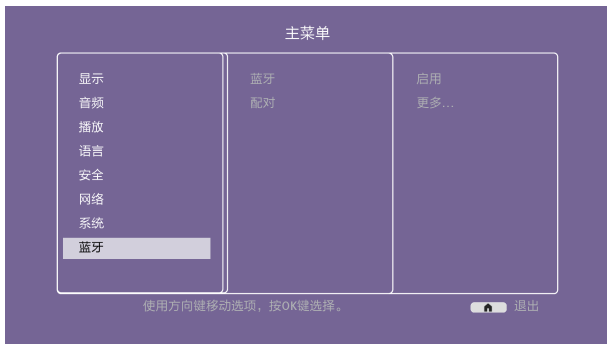 主菜单
显示
音频
播放
语言
安全
网络
系统
蓝牙
蓝牙
配对
启用
更多...
使用方向键移动选项，按OK键选择。
退出